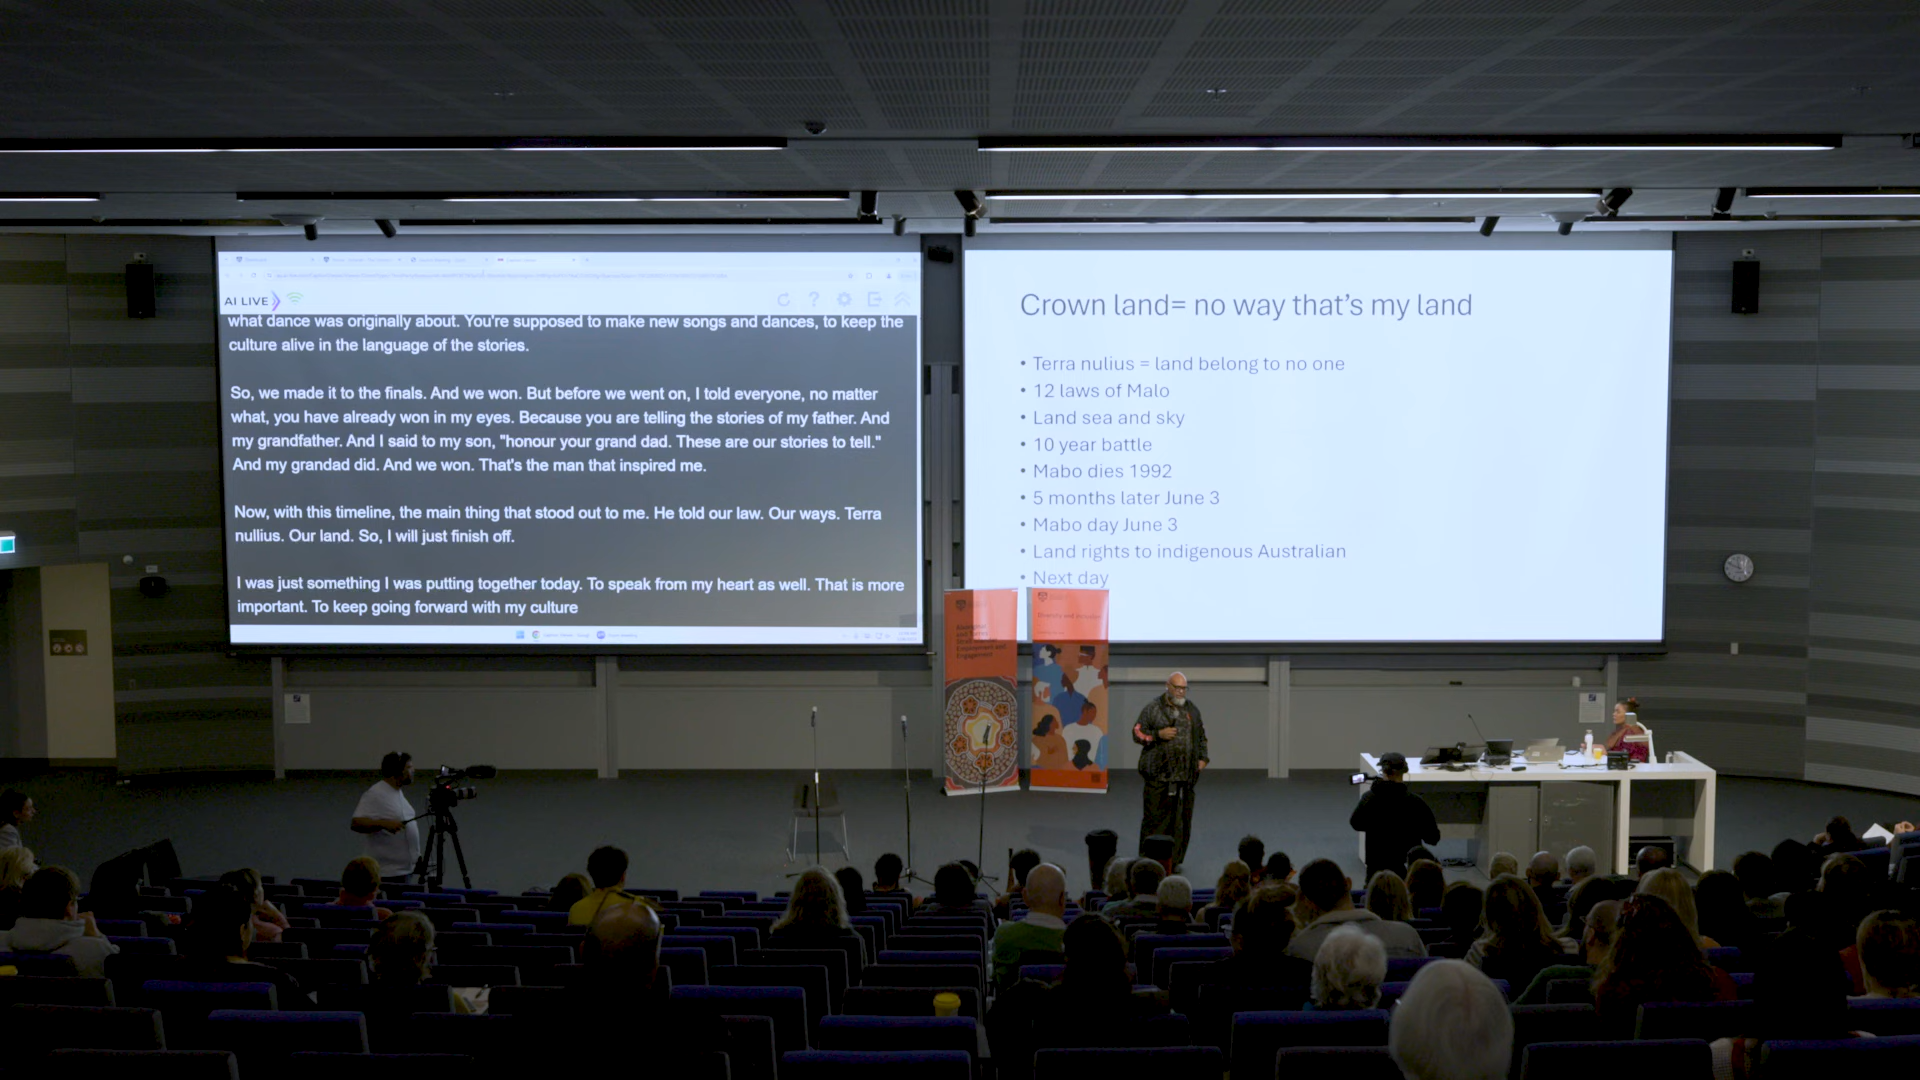 AI LIVE
what dance was originally about. You're supposed to make new songs and dances, to keep the
culture alive in the language of the stories.
So, we made it to the finals. And we won. But before we went on, I told everyone, no matter
what, you have already won in my eyes. Because you are telling the stories of my father. And
my grandfather. And I said to my son, "honour your grand dad. These are our stories to tell."
And my grandad did. And we won. That's the man that inspired me.
Now, with this timeline, the main thing that stood out to me. He told our law. Our ways. Terra
nullius. Our land. So, I will just finish off.
I was just something I was putting together today. To speak from my heart as well. That is more
important. To keep going forward with my culture
Crown land= no way that's my land
• Terra nulius = land belong to no one
• 12 laws of Malo
• Land sea and sky
• 10 year battle
• Mabo dies 1992
• 5 months later June 3
• Mabo day June 3
• Land rights to indigenous Australian
• Next day